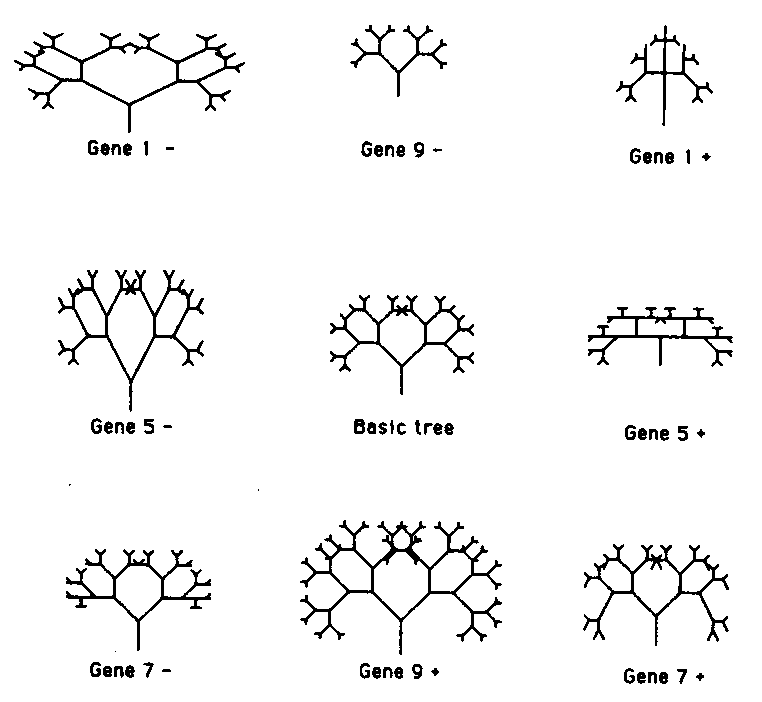 Gene 1 -
Gene 9 -
Gene 1 +
Gene 5 -
Basic tree
Gene 5 +
Gene 7 -
Gene 9 +
Gene 7 +